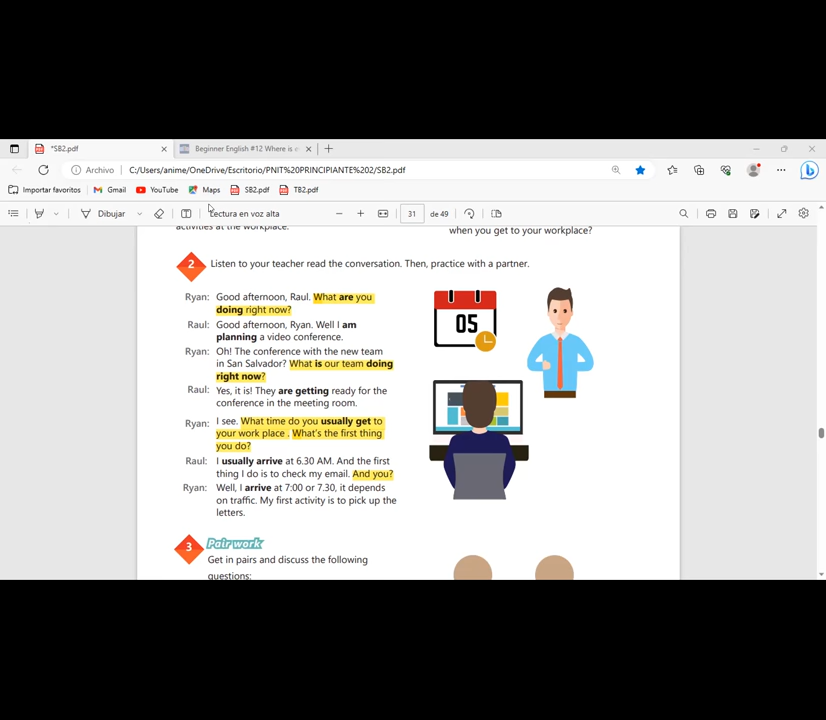 *SB2.pdf
Beginner English #12 Where is e
Archivo
C:/Users/anime/OneDrive/Escritorio/PNIT%20PRINCIPIANTE%202/SB2.pdf
Importar favoritos
Gmail
YouTube
Maps
SB2.pdf
TB2.pdf
Dibujar
Lectura en voz alta
31
de 49
activities at the workplace.
when you get to your workplace?
2
Listen to your teacher read the conversation. Then, practice with a partner.
Ryan: Good afternoon, Raul. What are you
doing right now?
Raul: Good afternoon, Ryan. Well I am
planning a video conference.
Ryan: Oh! The conference with the new team
in San Salvador? What is our team doing
right now?
Raul: Yes, it is! They are getting ready for the
conference in the meeting room.
Ryan: I see. What time do you usually get to
your work place . What's the first thing
you do?
Raul: I usually arrive at 6.30 AM. And the first
thing I do is to check my email. And you?
Ryan: Well, I arrive at 7:00 or 7.30, it depends
on traffic. My first activity is to pick up the
letters.
05
3
Pair work
Get in pairs and discuss the following
questions: